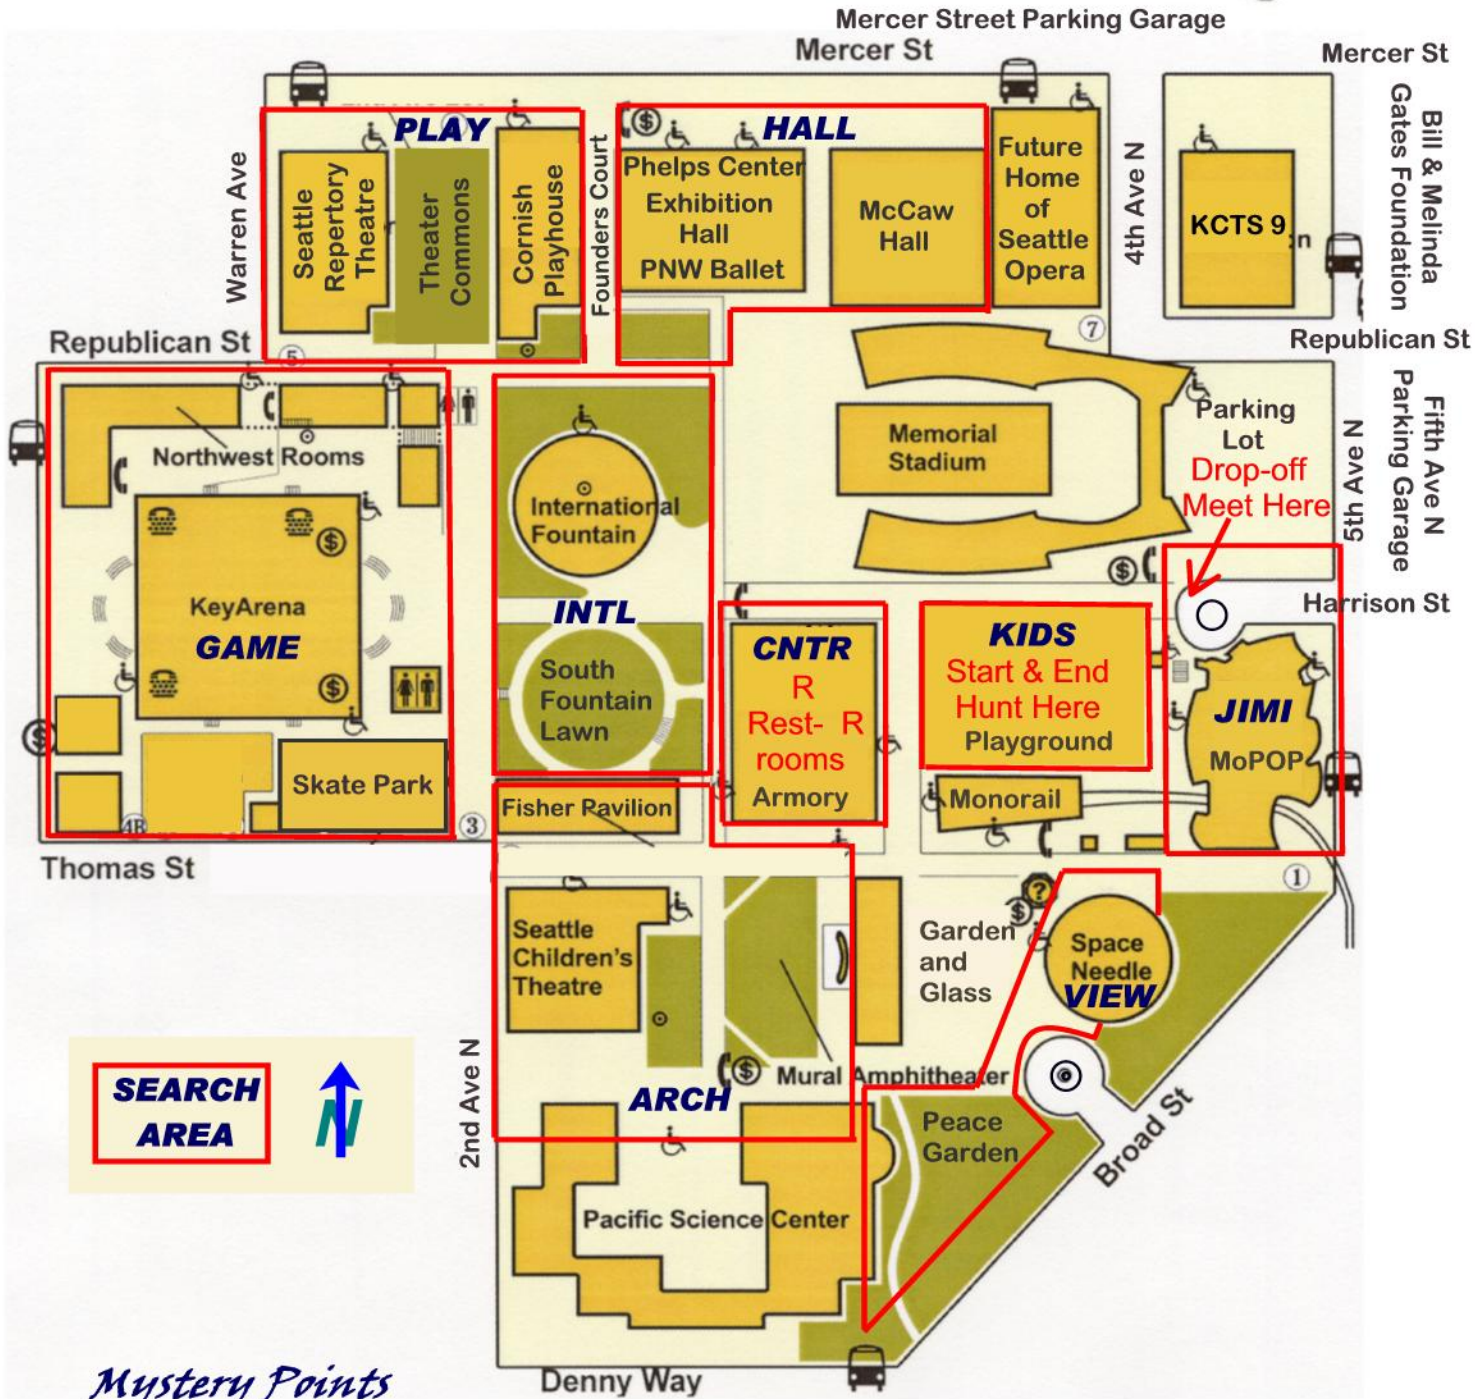 Mercer Street Parking Garage
Mercer St
Mercer St
Bill & Melinda
Gates Foundation
PLAY
HALL
Warren Ave
Seattle
Repertory
Theatre
Theater
Commons
Cornish
Playhouse
Founders Court
$
Phelps Center
Exhibition
Hall
PNW Ballet
McCaw
Hall
Future
Home
of
Seattle
Opera
4th Ave N
KCTS 9
n
7
Republican St
Republican St
5
Northwest Rooms
International
Fountain
Memorial
Stadium
Parking
Lot
Drop-off
Meet Here
5th Ave N
Fifth Ave N
Parking Garage
$
$
KeyArena
GAME
$
$
INTL
South
Fountain
Lawn
CNTR
R
Rest- R
rooms
Armory
KIDS
Start & End
Hunt Here
Playground
Harrison St
JIMI
MoPOP
Skate Park
4B
3
Fisher Pavilion
Monorail
Thomas St
1
?
$
Seattle
Children's
Theatre
Garden
and
Glass
Space
Needle
VIEW
SEARCH
AREA
N
2nd Ave N
$
Mural Amphitheater
ARCH
Peace
Garden
Broad St
Pacific Science Center
Mystery Points
Denny Way